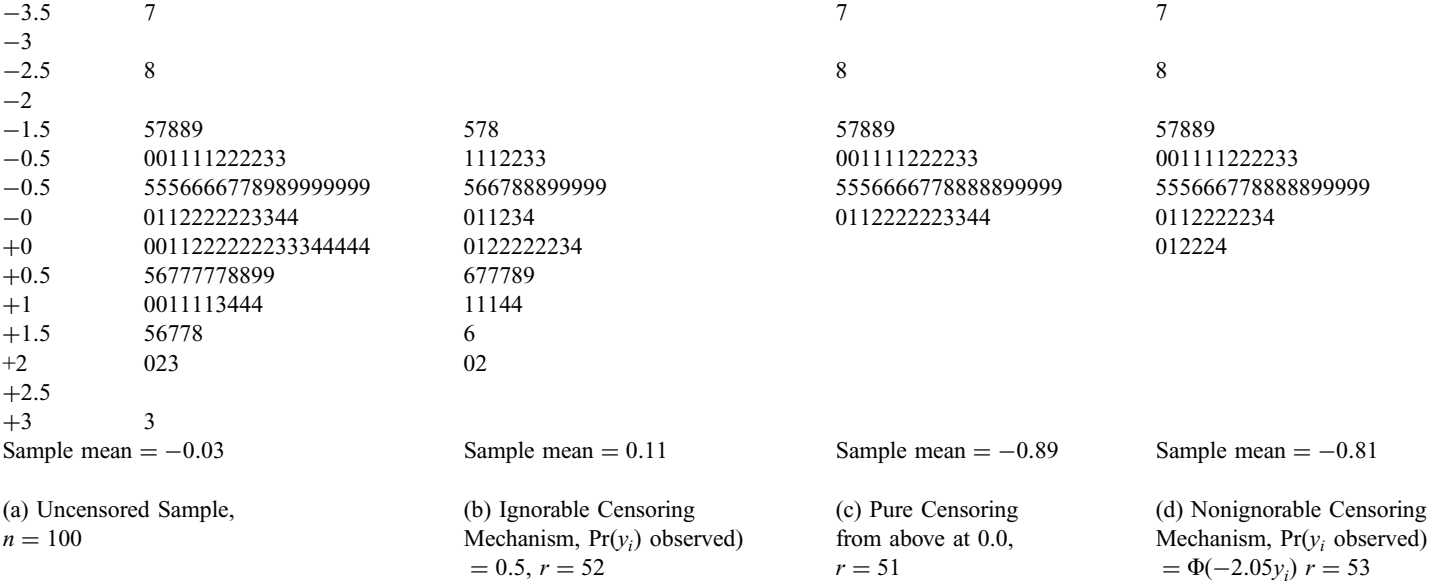 −3.5 7 7 7
−3
−2.5 8 8 8
−2
−1.5 57889 578 57889 57889
−0.5 001111222233 1112233 001111222233 001111222233
−0.5 5556666778989999999 566788899999 5556666778888899999 555666778888899999
−0 0112222223344 011234 0112222223344 0112222234
+0 0011222222233344444 0122222234 012224
+0.5 56777778899 677789
+1 0011113444 11144
+1.5 56778 6
+2 023 02
+2.5
+3 3
Sample mean = −0.03 Sample mean = 0.11 Sample mean = −0.89 Sample mean = −0.81
(a) Uncensored Sample, (b) Ignorable Censoring (c) Pure Censoring (d) Nonignorable Censoring
n = 100 Mechanism, Pr(yi) observed) from above at 0.0, Mechanism, Pr(yi observed)
= 0.5, r = 52 r = 51 = Φ(−2.05yi) r = 53